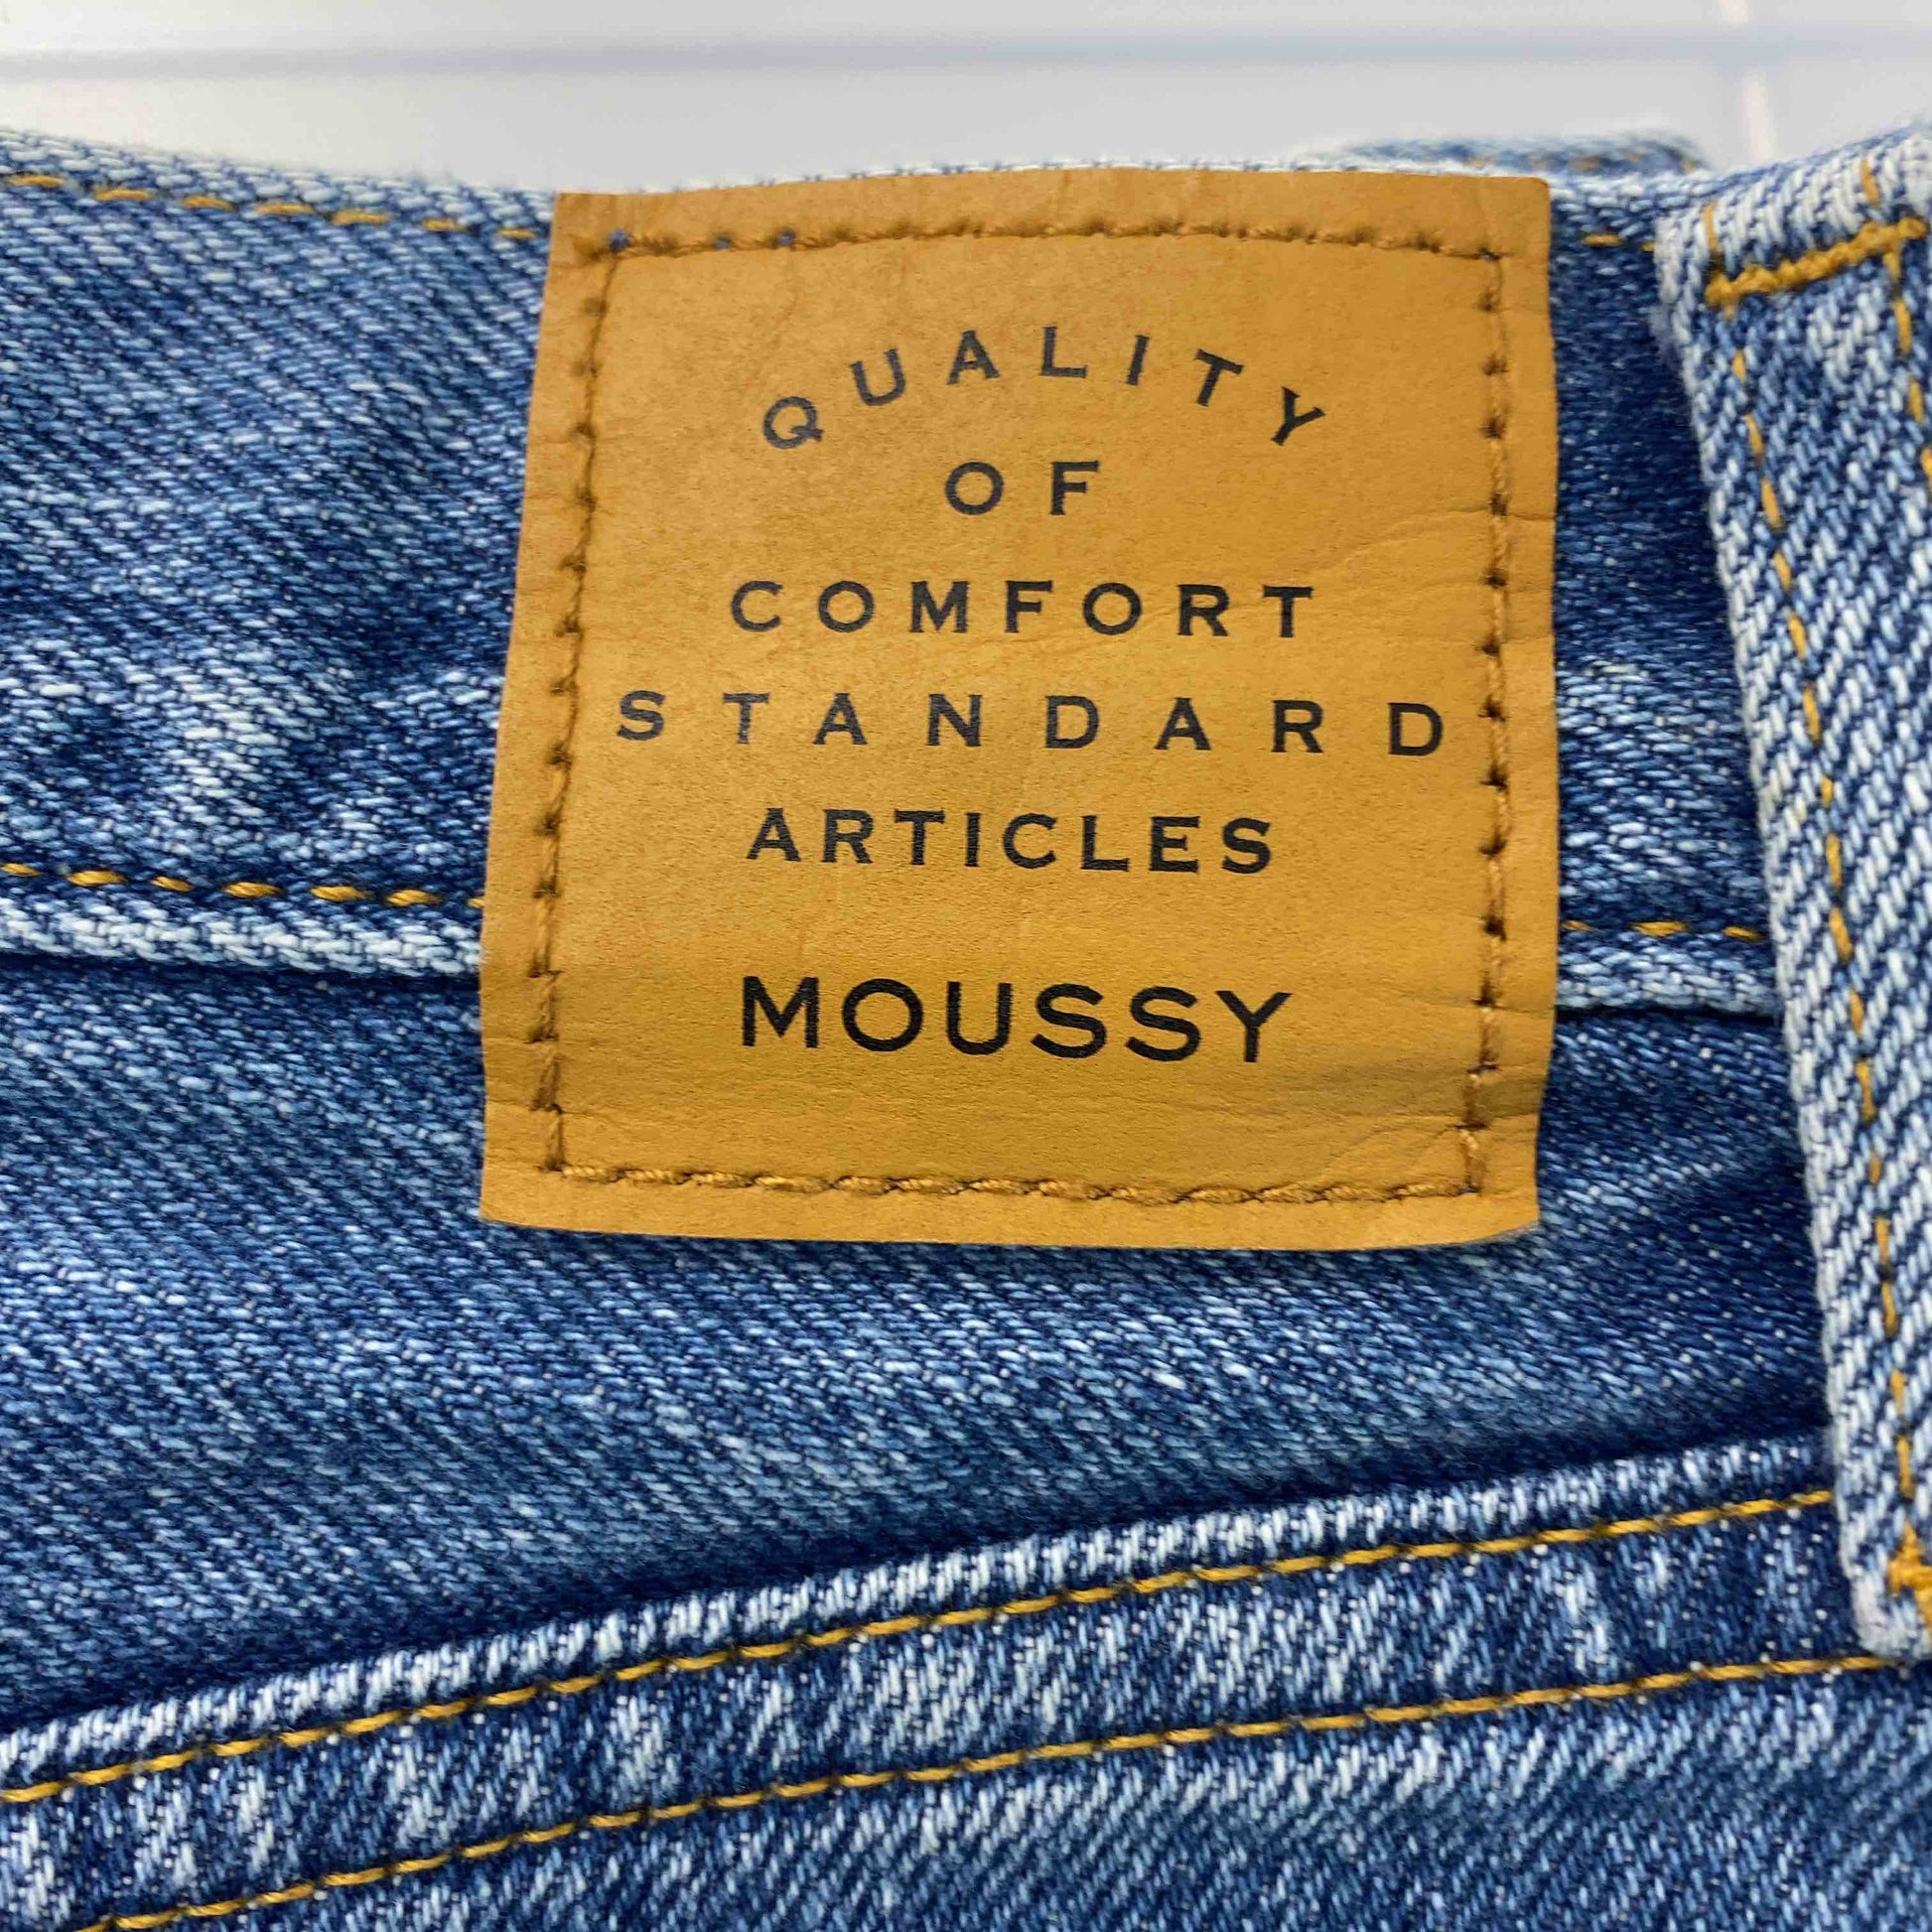 QUALITY
OF
COMFORT
STANDARD
ARTICLES
MOUSSY